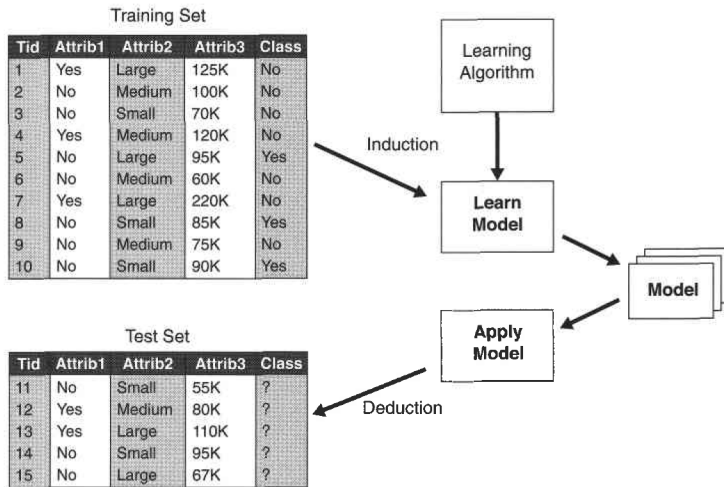 Training Set
Tid Attrib1 Attrib2 Attrib3 Class
1 Yes Large 125K No
2 No Medium 100K No
3 No Small 70K No
4 Yes Medium 120K No
5 No Large 95K Yes
6 No Medium 60K No
7 Yes Large 220K No
8 No Small 85K Yes
9 No Medium 75K No
10 No Small 90K Yes
Learning
Algorithm
Induction
Learn
Model
Model
Apply
Model
Deduction
Test Set
Tid Attrib1 Attrib2 Attrib3 Class
11 No Small 55K ?
12 Yes Medium 80K ?
13 Yes Large 110K ?
14 No Small 95K ?
15 No Large 67K ?